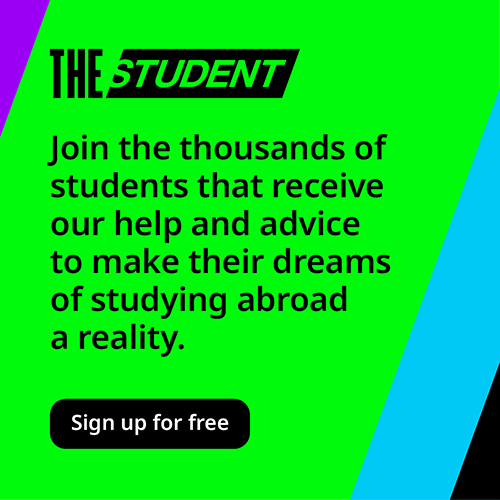 THE STUDENT
Join the thousands of
students that receive
our help and advice
to make their dreams
of studying abroad
a reality.
Sign up for free